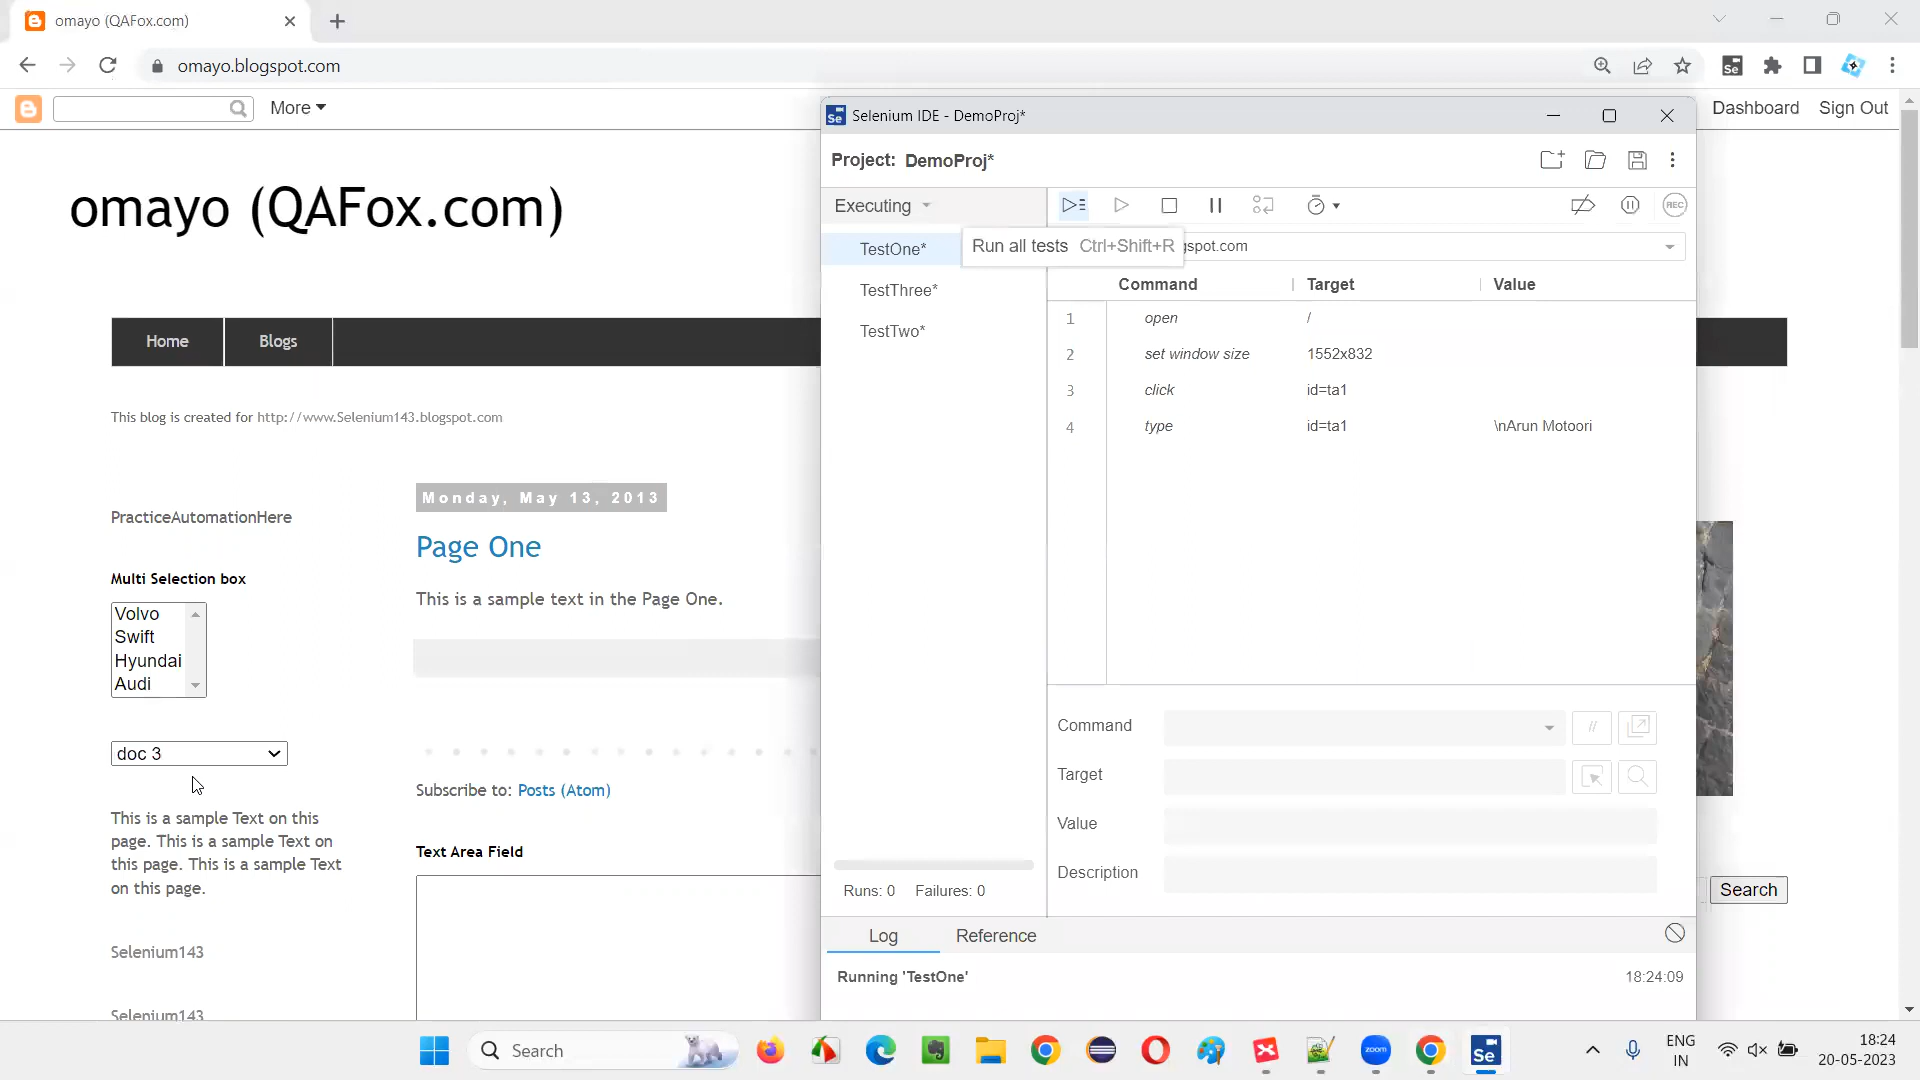 omayo (QAFox.com)
omayo.blogspot.com
More
Dashboard Sign Out
omayo (QAFox.com)
Home Blogs
This blog is created for http://www.Selenium143.blogspot.com
PracticeAutomationHere
Multi Selection box
Volvo
Swift
Hyundai
Audi
doc 3
This is a sample Text on this
page. This is a sample Text on
this page. This is a sample Text
on this page.
Selenium143
Selenium143
Monday, May 13, 2013
Page One
This is a sample text in the Page One.
Subscribe to: Posts (Atom)
Text Area Field
Search
Selenium IDE - DemoProj*
Project: DemoProj*
Executing
REC
TestOne*
TestThree*
TestTwo*
Run all tests Ctrl+Shift+R
gspot.com
Command Target Value
1 open /
2 set window size 1552x832
3 click id=ta1
4 type id=ta1 \nArun Motoori
Command
//
Target
Value
Description
Runs: 0 Failures: 0
Log Reference
Running 'TestOne' 18:24:09
Search
zoom
Se
ENG
IN
18:24
20-05-2023